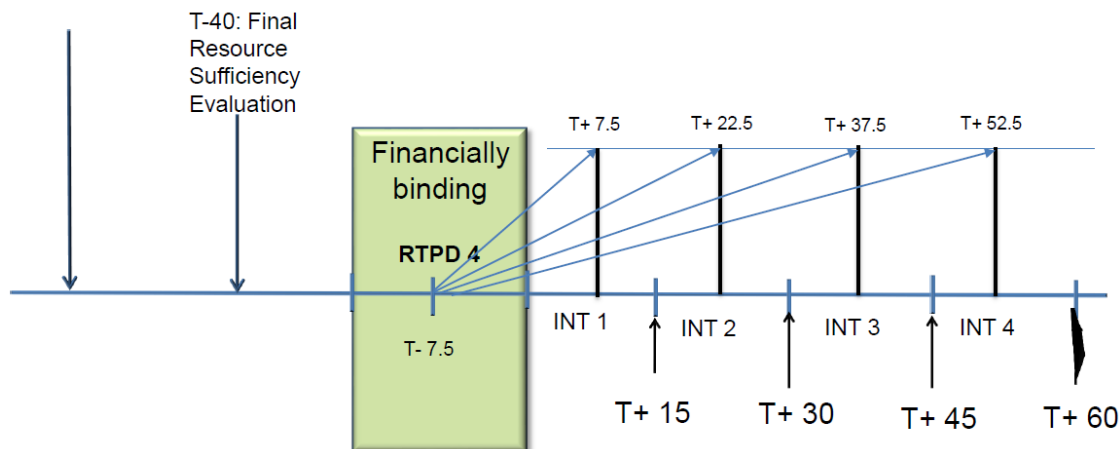 T-40: Final
Resource
Sufficiency
Evaluation
Financially
binding
RTPD 4
T- 7.5
T+ 7.5
T+ 22.5
T+ 37.5
T+ 52.5
INT 1
INT 2
INT 3
INT 4
T+ 15
T+ 30
T+ 45
T+ 60